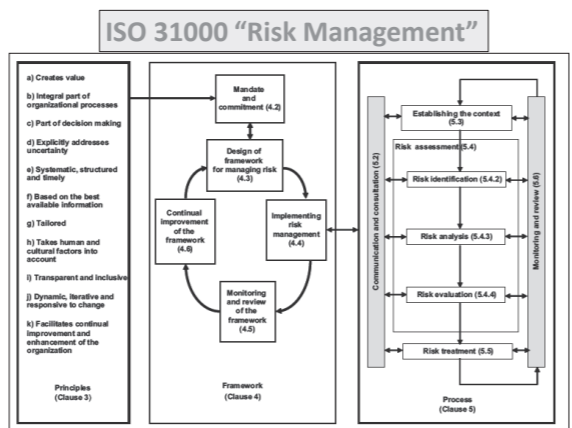 ISO 31000 “Risk Management”
a) Creates value
b) Integral part of
organizational processes
c) Part of decision making
d) Explicitly addresses
uncertainty
e) Systematic, structured
and timely
f) Based on the best
available information
g) Tailored
h) Takes human and
cultural factors into
account
i) Transparent and inclusive
j) Dynamic, iterative and
responsive to change
k) Facilitates continual
improvement and
enhancement of the
organization
Principles
(Clause 3)
Mandate
and
commitment (4.2)
Design of
framework
for managing risk
(4.3)
Continual
improvement
of the
framework
(4.6)
Implementing
risk
management
(4.4)
Monitoring
and review
of the
framework
(4.5)
Framework
(Clause 4)
Communication and consultation (5.2)
Establishing the context
(5.3)
Risk assessment (5.4)
Risk identification (5.4.2)
Risk analysis (5.4.3)
Risk evaluation (5.4.4)
Risk treatment (5.5)
Monitoring and review (5.6)
Process
(Clause 5)